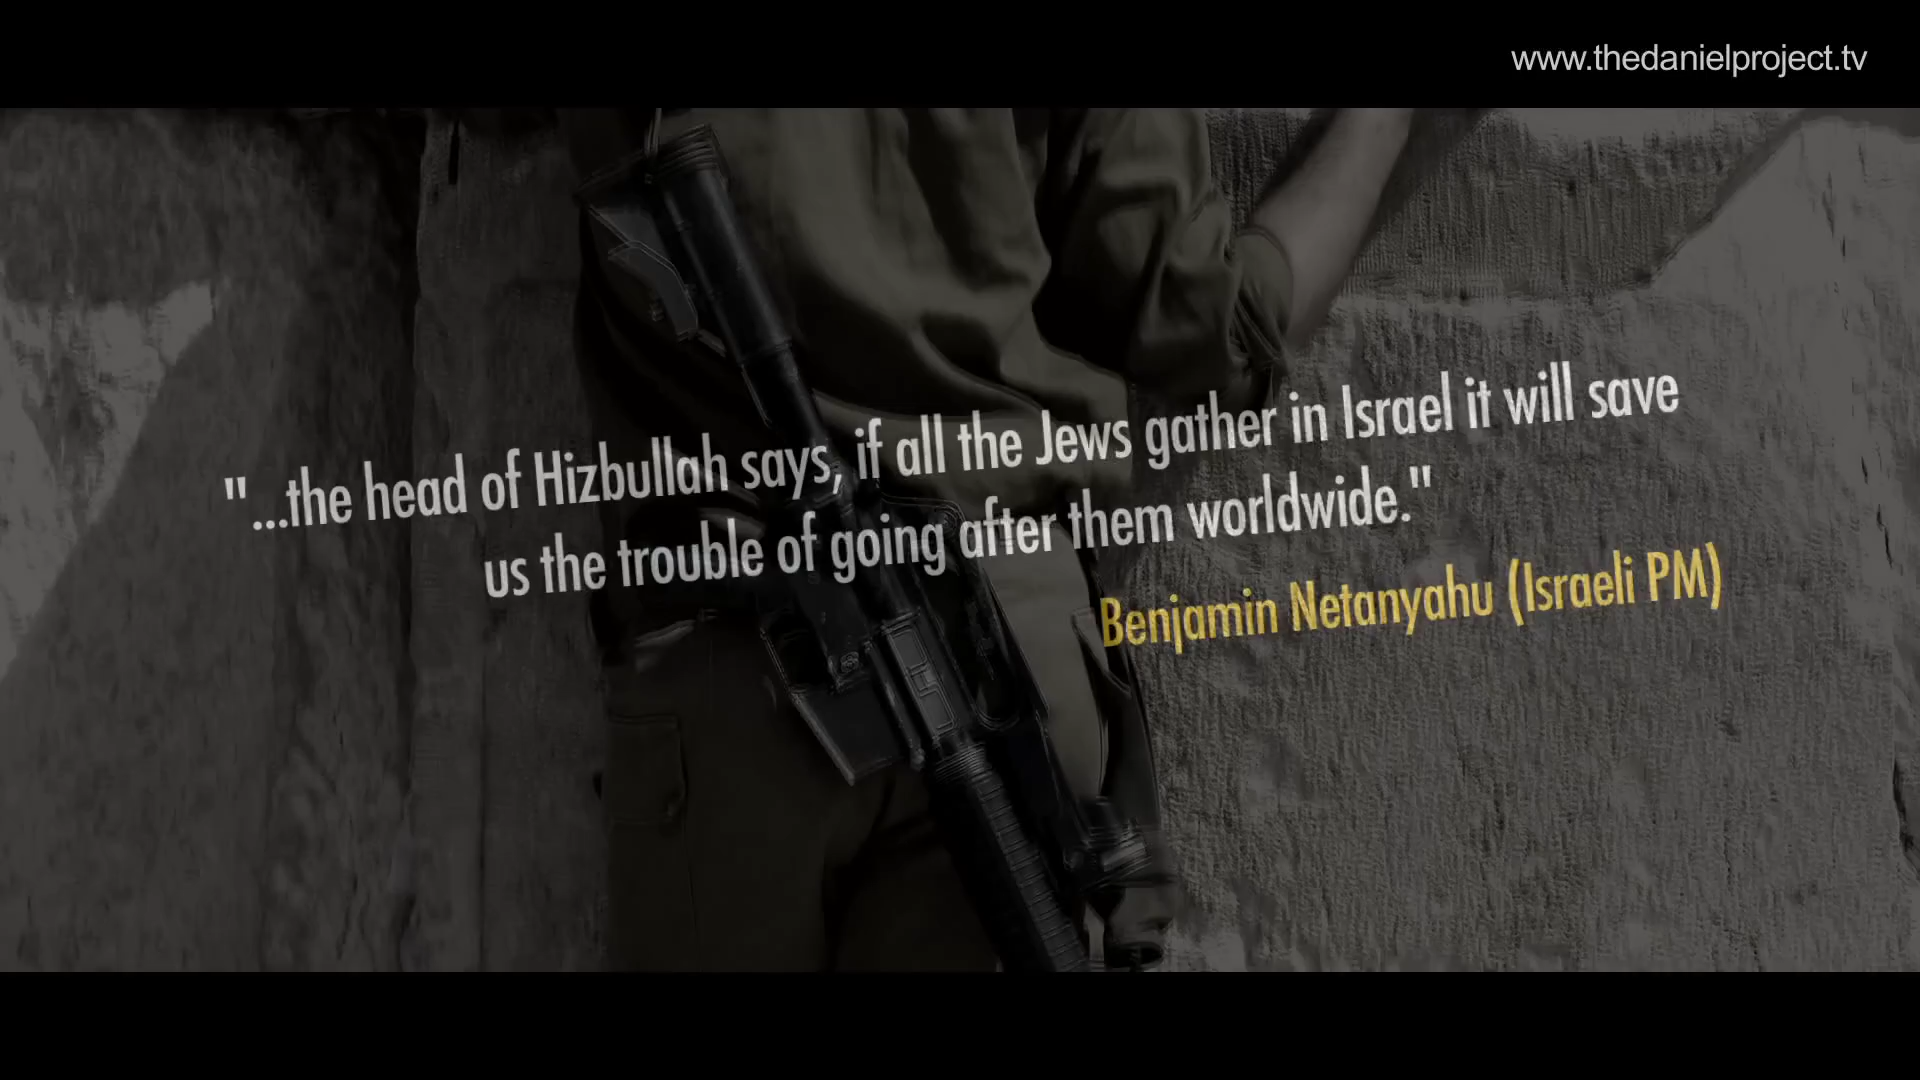 www.thedanielproject.tv
"...the head of Hizbullah says, if all the Jews gather in Israel it will save
us the trouble of going after them worldwide."
Benjamin Netanyahu (Israeli PM)